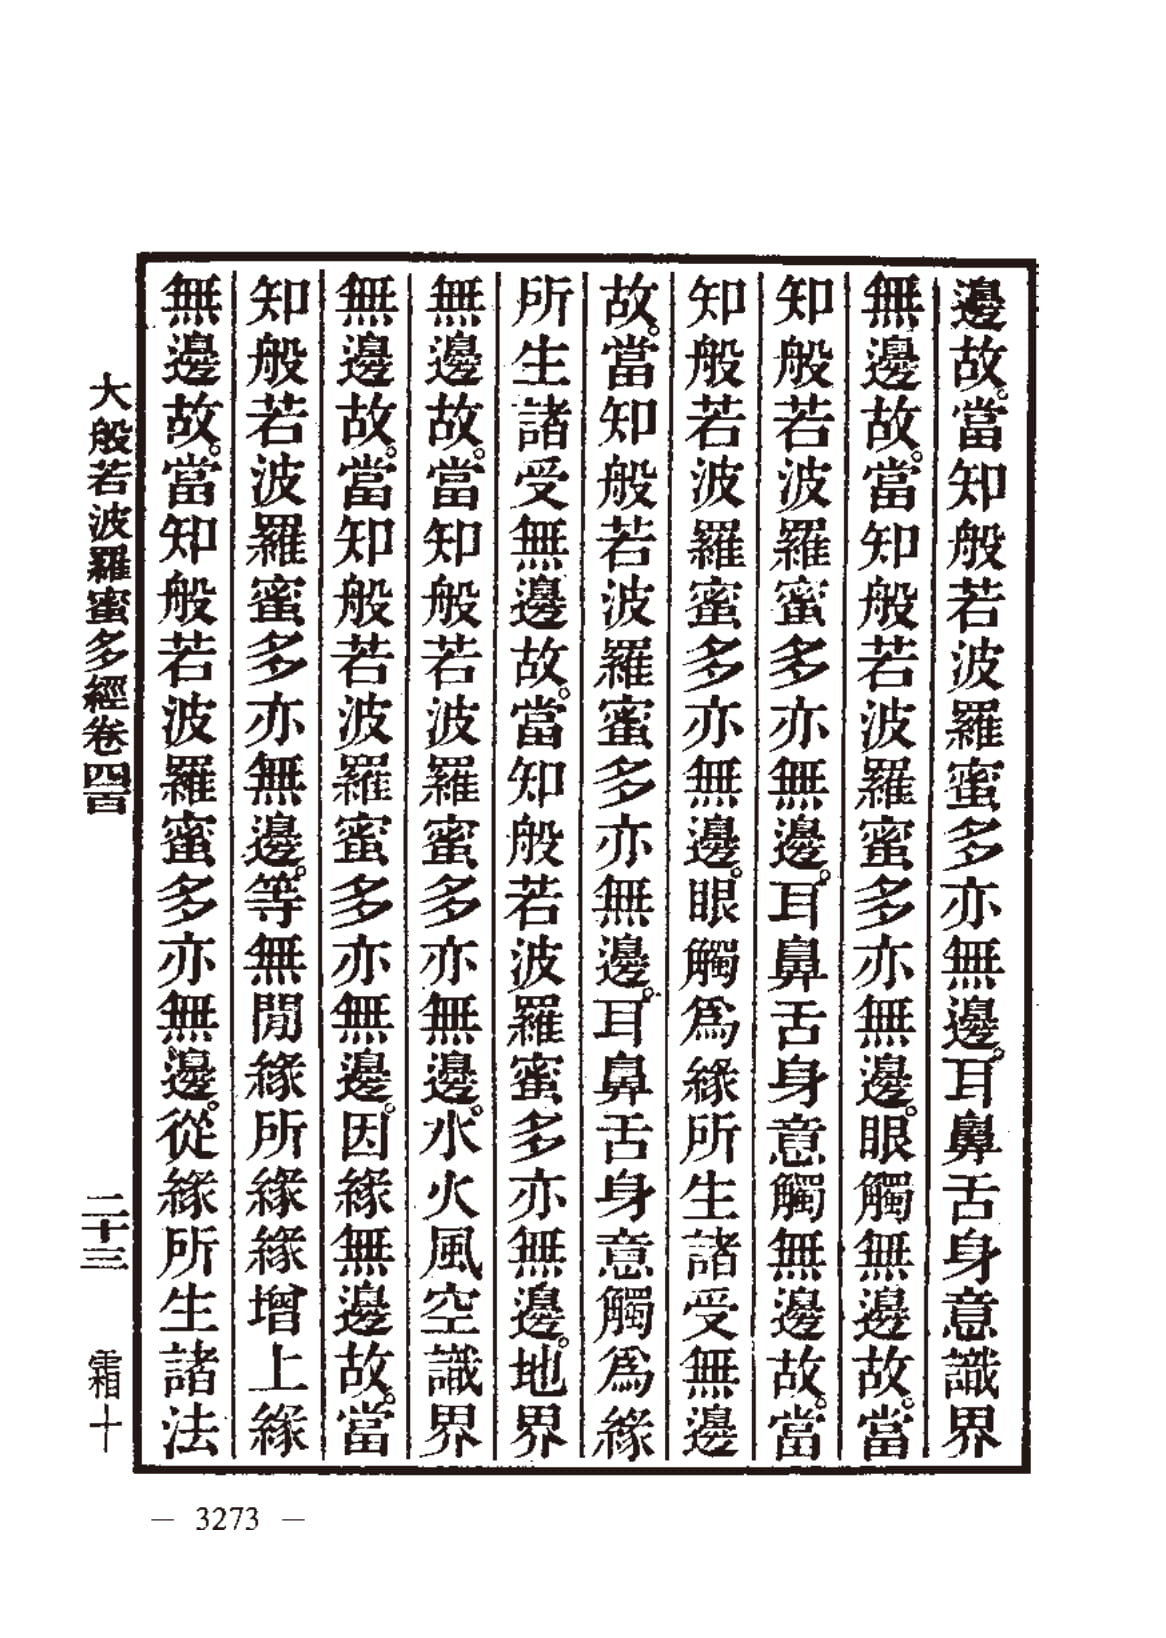 邊故。當知般若波羅蜜多亦無邊。耳鼻舌身意識界
無邊故。當知般若波羅蜜多亦無邊。眼觸無邊故。當
知般若波羅蜜多亦無邊。耳鼻舌身意觸無邊故。當
知般若波羅蜜多亦無邊。眼觸爲緣所生諸受無邊
故。當知般若波羅蜜多亦無邊。耳鼻舌身意觸爲緣
所生諸受無邊故。當知般若波羅蜜多亦無邊。地界
無邊故。當知般若波羅蜜多亦無邊。水火風空識界
無邊故。當知般若波羅蜜多亦無邊。因緣無邊故。當
知般若波羅蜜多亦無邊。等無閒緣所緣緣增上緣
無邊故。當知般若波羅蜜多亦無邊。從緣所生諸法
大般若波羅蜜多經卷四百 二十三 霜十
— 3273 —